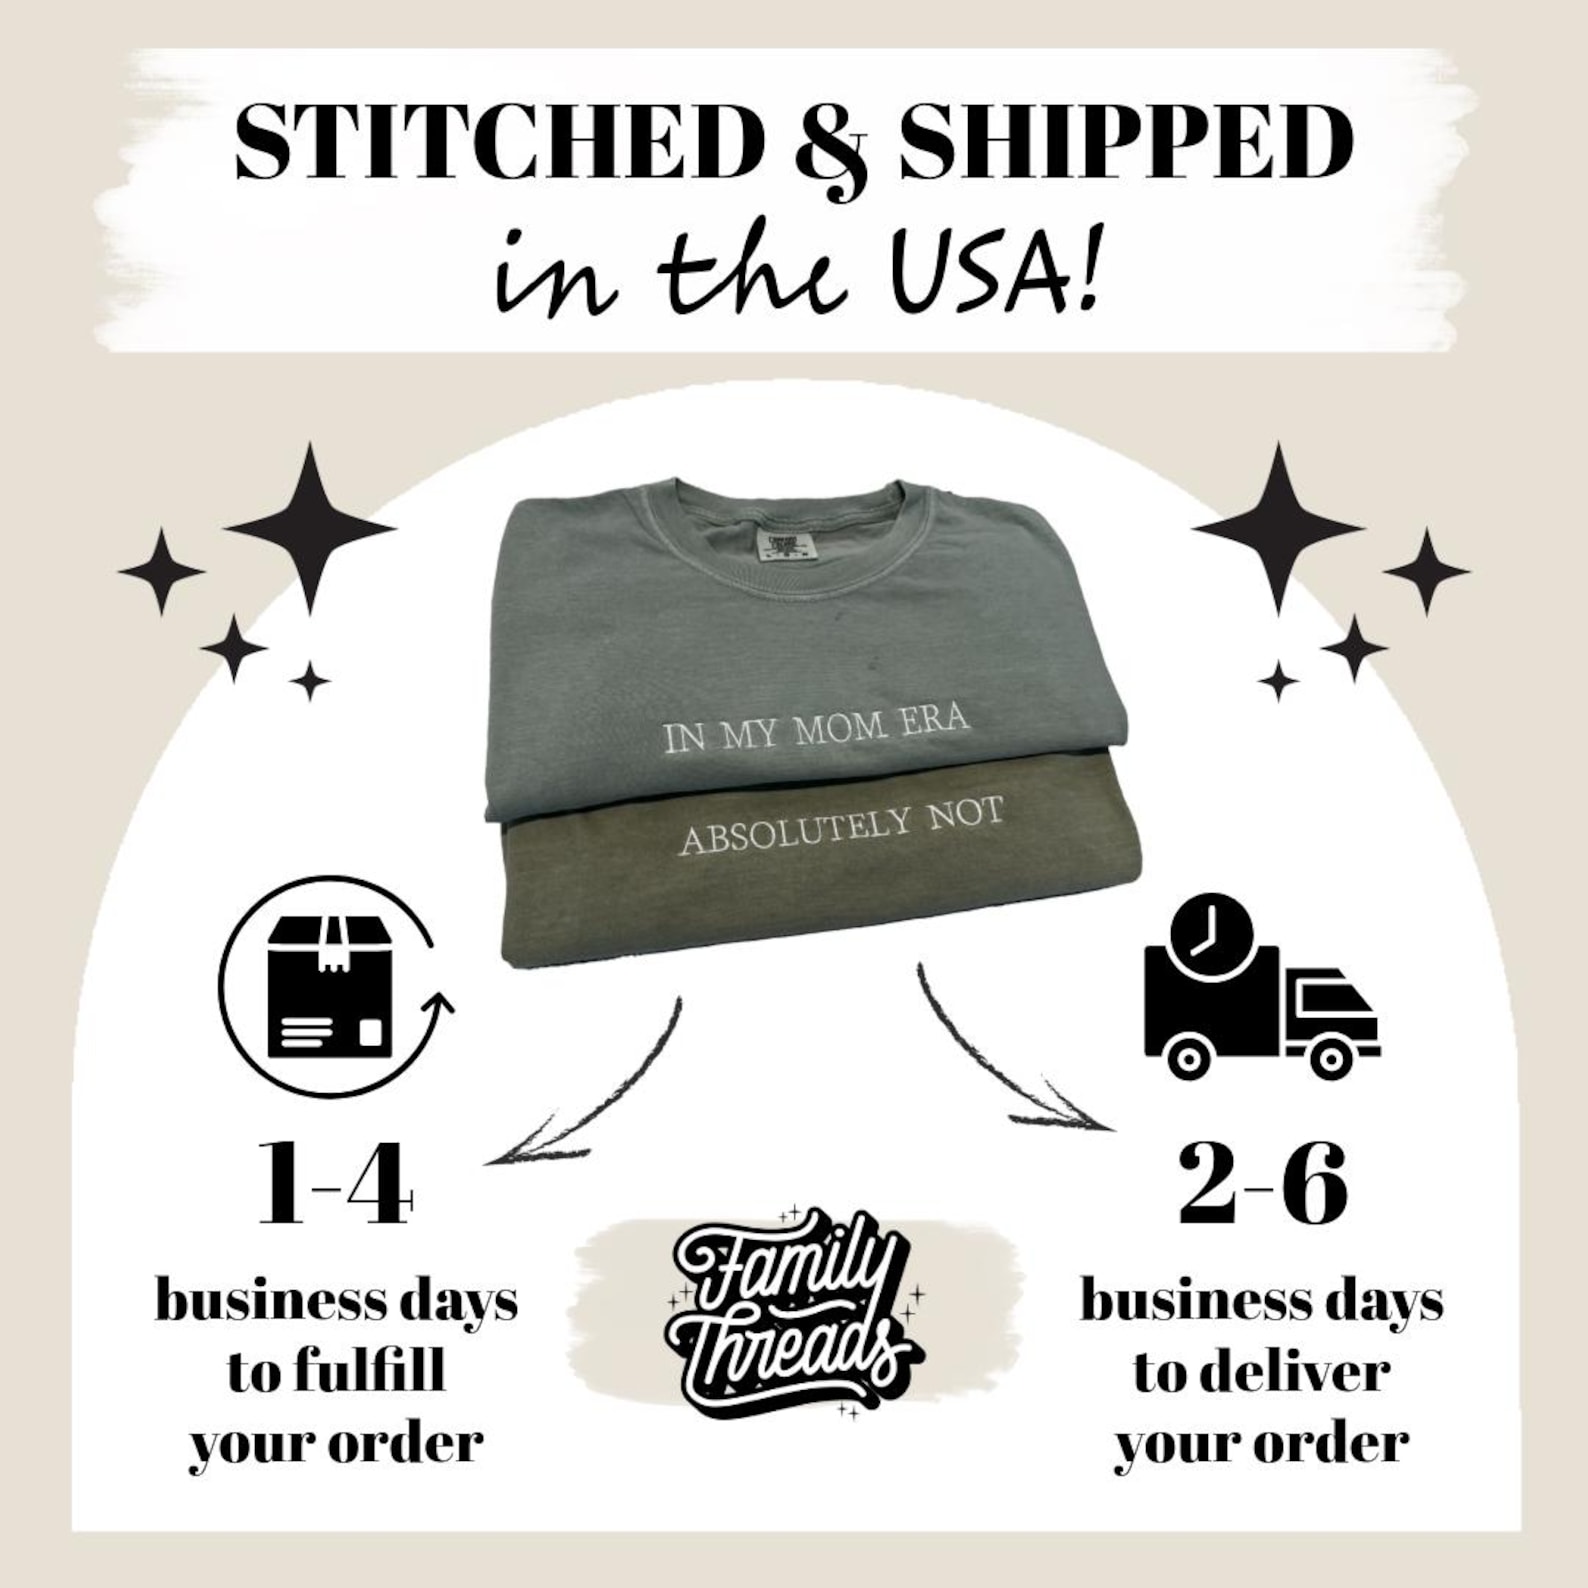 STITCHED & SHIPPED
in the USA!
IN MY MOM ERA
ABSOLUTELY NOT
1-4
business days
to fulfill
your order
Family
Threads
2-6
business days
to deliver
your order